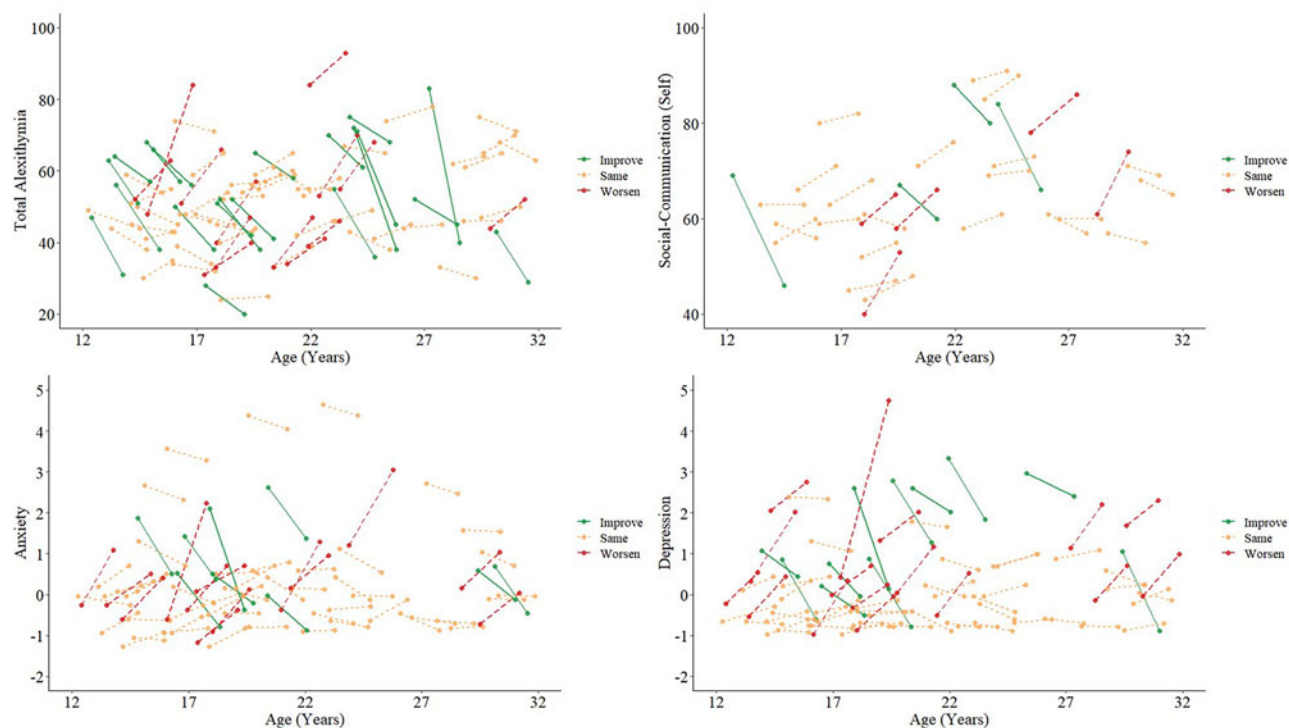 100
80
60
40
20
Total Alexithymia
12 17 22 27 32
Age (Years)
Improve
Same
Worsen
100
80
60
40
Social-Communication (Self)
12 17 22 27 32
Age (Years)
Improve
Same
Worsen
5
4
3
2
1
0
-1
-2
Anxiety
12 17 22 27 32
Age (Years)
Improve
Same
Worsen
5
4
3
2
1
0
-1
-2
Depression
12 17 22 27 32
Age (Years)
Improve
Same
Worsen